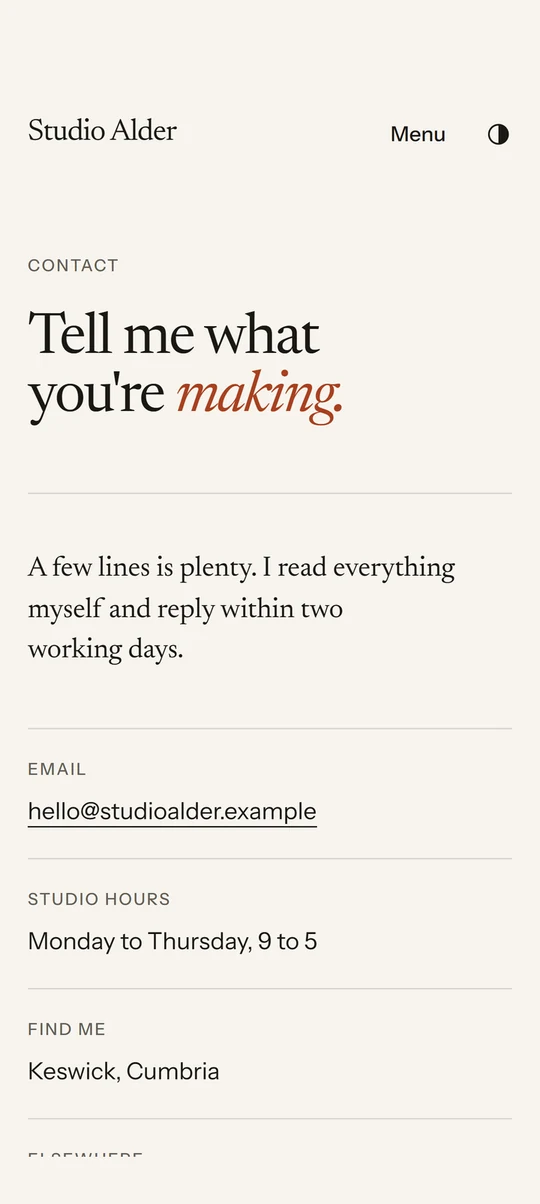 Studio Alder
Menu
CONTACT
Tell me what
you're making.
A few lines is plenty. I read everything
myself and reply within two
working days.
EMAIL
hello@studioalder.example
STUDIO HOURS
Monday to Thursday, 9 to 5
FIND ME
Keswick, Cumbria
ELSEWHERE